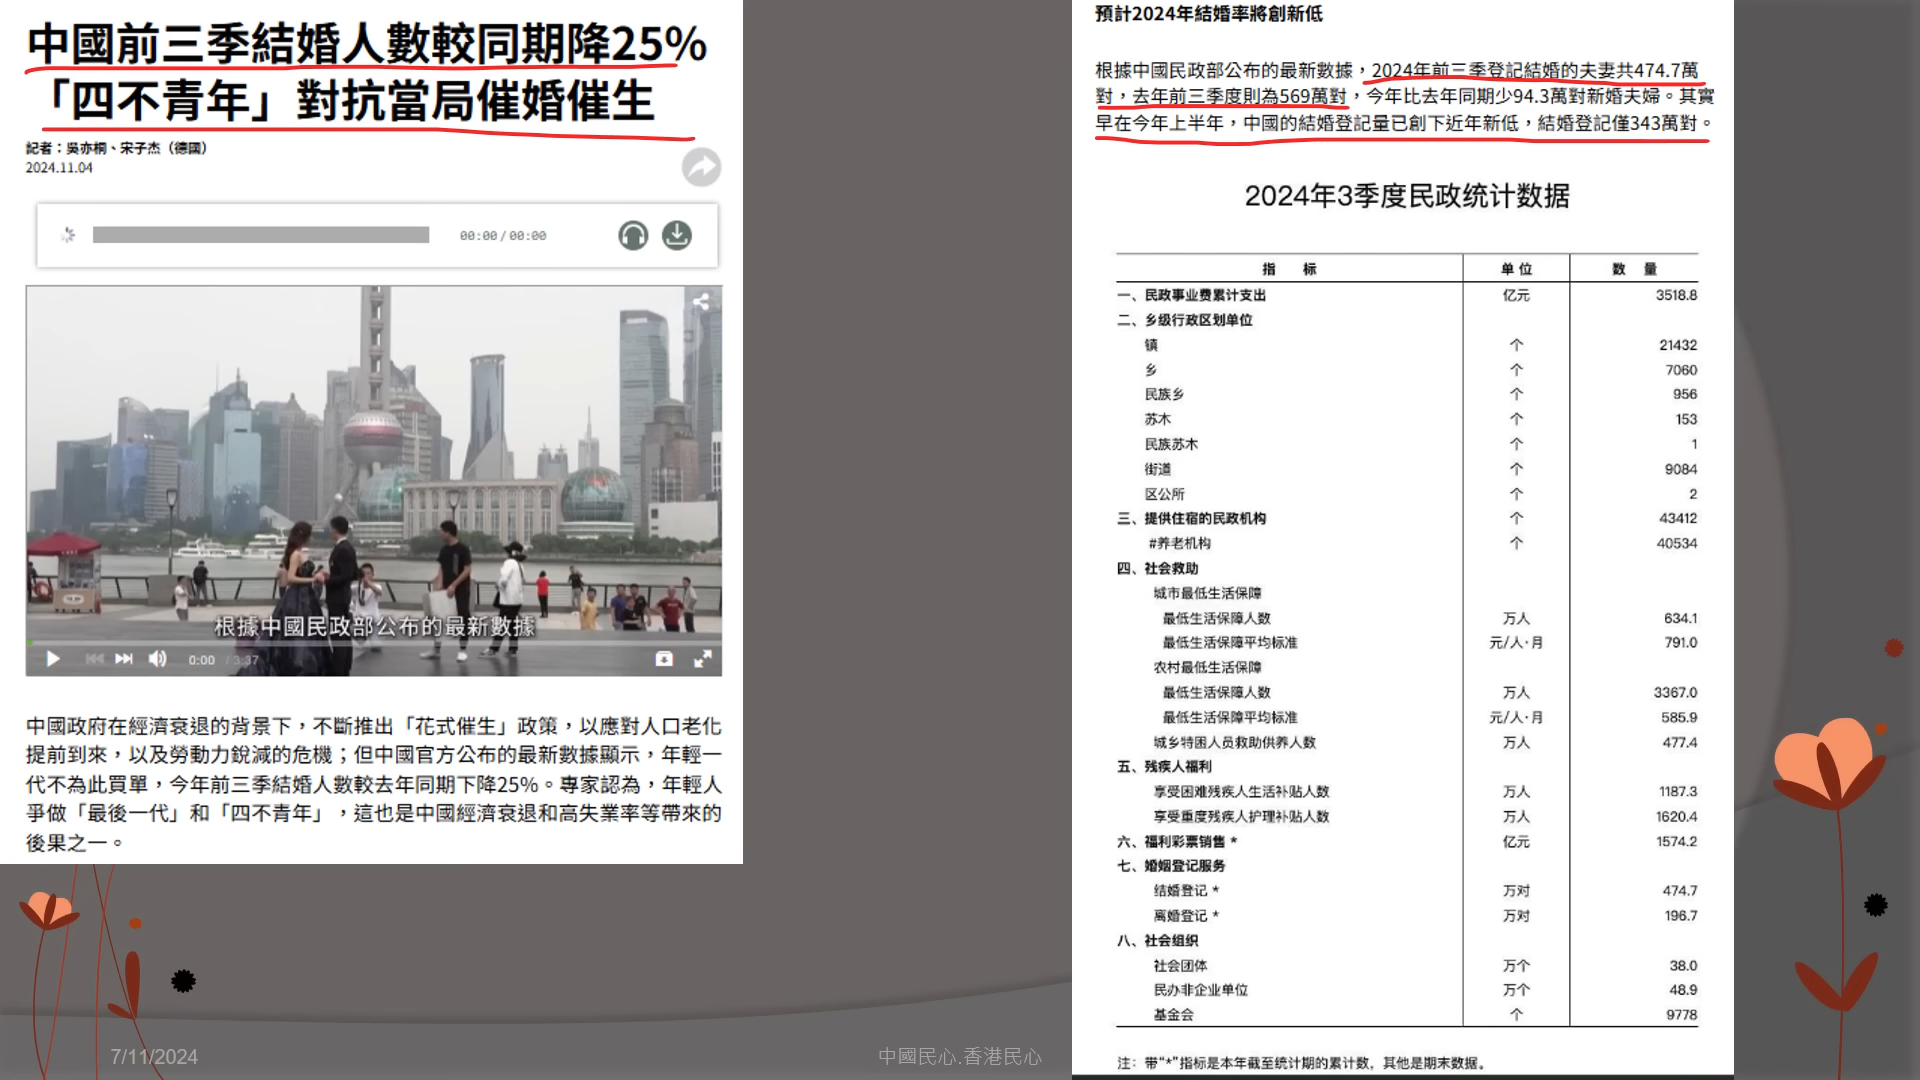 中國前三季結婚人數較同期降25%
「四不青年」對抗當局催婚催生
記者：吳亦桐、宋子杰（德國）
2024.11.04
00:00 / 00:00
根據中國民政部公布的最新數據
0:00 / 3:37
中國政府在經濟衰退的背景下，不斷推出「花式催生」政策，以應對人口老化
提前到來，以及勞動力銳減的危機；但中國官方公布的最新數據顯示，年輕一
代不為此買單，今年前三季結婚人數較去年同期下降25%。專家認為，年輕人
爭做「最後一代」和「四不青年」，這也是中國經濟衰退和高失業率等帶來的
後果之一。
7/11/2024
中國民心.香港民心
預計2024年結婚率將創新低
根據中國民政部公布的最新數據，2024年前三季登記結婚的夫妻共474.7萬
對，去年前三季度則為569萬對，今年比去年同期少94.3萬對新婚夫婦。其實
早在今年上半年，中國的結婚登記量已創下近年新低，結婚登記僅343萬對。
2024年3季度民政统计数据
指 标 单 位 数 量
一、民政事业费累计支出 亿元 3518.8
二、乡级行政区划单位
镇 个 21432
乡 个 7060
民族乡 个 956
苏木 个 153
民族苏木 个 1
街道 个 9084
区公所 个 2
三、提供住宿的民政机构 个 43412
#养老机构 个 40534
四、社会救助
城市最低生活保障
最低生活保障人数 万人 634.1
最低生活保障平均标准 元/人·月 791.0
农村最低生活保障
最低生活保障人数 万人 3367.0
最低生活保障平均标准 元/人·月 585.9
城乡特困人员救助供养人数 万人 477.4
五、残疾人福利
享受困难残疾人生活补贴人数 万人 1187.3
享受重度残疾人护理补贴人数 万人 1620.4
六、福利彩票销售 * 亿元 1574.2
七、婚姻登记服务
结婚登记 * 万对 474.7
离婚登记 * 万对 196.7
八、社会组织
社会团体 万个 38.0
民办非企业单位 万个 48.9
基金会 个 9778
注：带“*”指标是本年截至统计期的累计数，其他是期末数据。